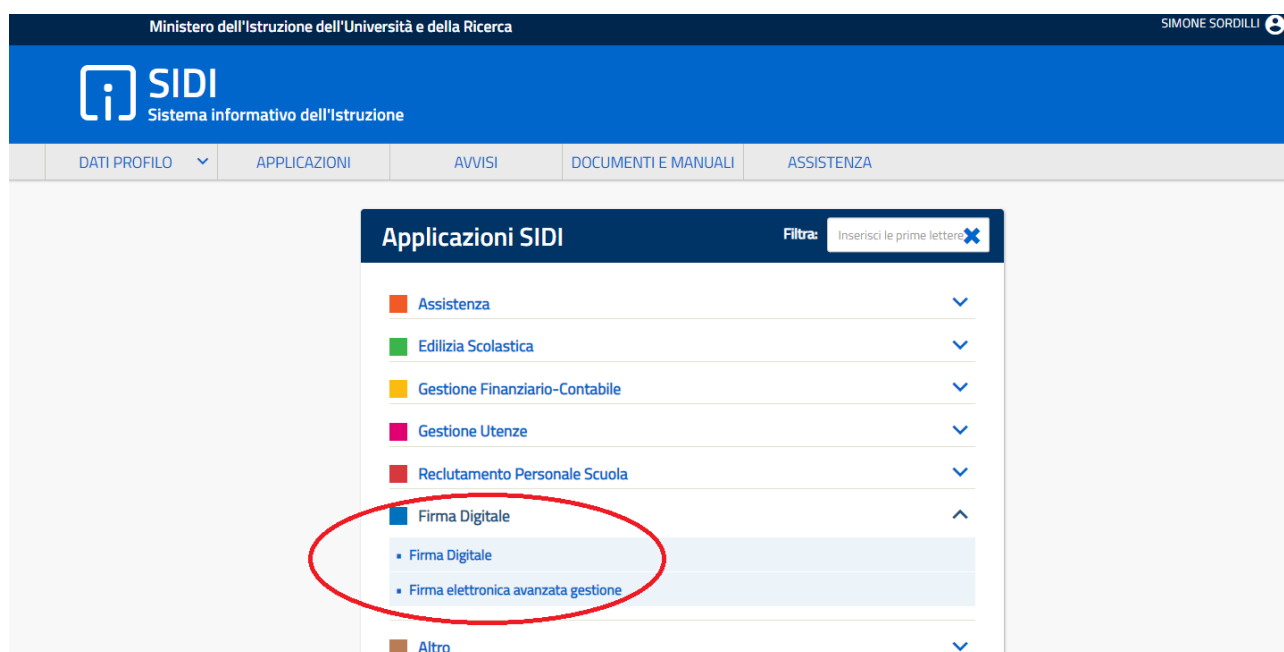 Ministero dell'Istruzione dell'Università e della Ricerca
SIMONE SORDILLI
SIDI
Sistema informativo dell'Istruzione
DATI PROFILO
APPLICAZIONI
AVVISI
DOCUMENTI E MANUALI
ASSISTENZA
Applicazioni SIDI
Filtra:
Inserisci le prime lettere
Assistenza
Edilizia Scolastica
Gestione Finanziario-Contabile
Gestione Utenze
Reclutamento Personale Scuola
Firma Digitale
Firma Digitale
Firma elettronica avanzata gestione
Altro